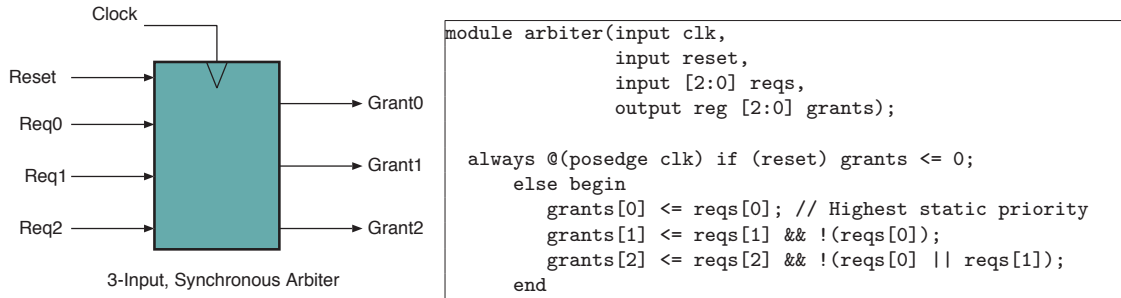 Clock
Reset
Req0
Req1
Req2
Grant0
Grant1
Grant2
3-Input, Synchronous Arbiter
module arbiter(input clk,
input reset,
input [2:0] reqs,
output reg [2:0] grants);
always @(posedge clk) if (reset) grants <= 0;
else begin
grants[0] <= reqs[0]; // Highest static priority
grants[1] <= reqs[1] && !(reqs[0]);
grants[2] <= reqs[2] && !(reqs[0] || reqs[1]);
end